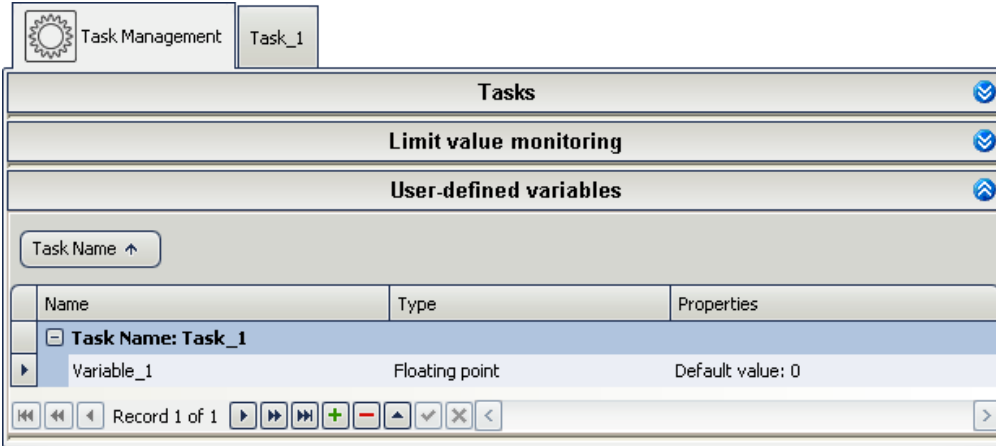 Task Management Task_1
Tasks
Limit value monitoring
User-defined variables
Task Name
Name Type Properties
Task Name: Task_1
Variable_1 Floating point Default value: 0
Record 1 of 1